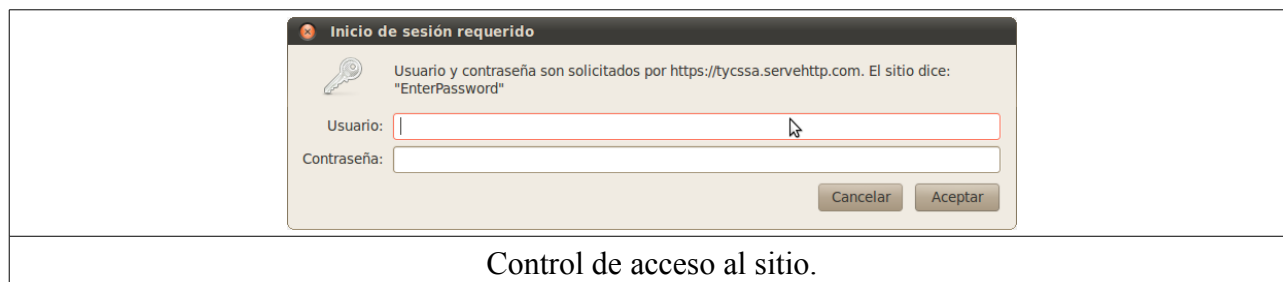 Inicio de sesión requerido
Usuario y contraseña son solicitados por https://tycssa.servehttp.com. El sitio dice:
"EnterPassword"
Usuario:
Contraseña:
Cancelar Aceptar
Control de acceso al sitio.